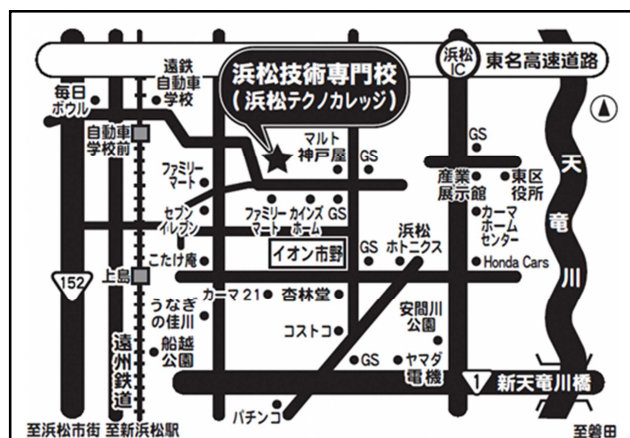 浜松
IC
東名高速道路
遠鉄
自動車
学校
毎日
ボウル
浜松技術専門校
(浜松テクノカレッジ)
自動車
学校前
マルト
神戸屋
GS
GS
産業
展示館
東区
役所
天竜川
ファミリー
マート
セブン
イレブン
ファミリー
マート
カインズ
ホーム
GS
カーマ
ホーム
センター
浜松
ホトニクス
こたけ庵
イオン市野
GS
Honda Cars
152
上島
カーマ21
杏林堂
うなぎ
の佳川
安間川
公園
コストコ
遠州鉄道
船越
公園
GS
ヤマダ
電機
1
新天竜川橋
パチンコ
至浜松市街
至新浜松駅
至磐田